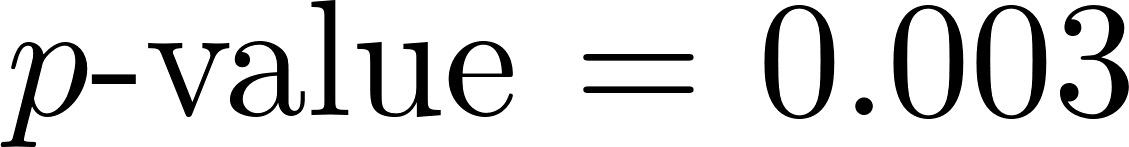 p-value = 0.003